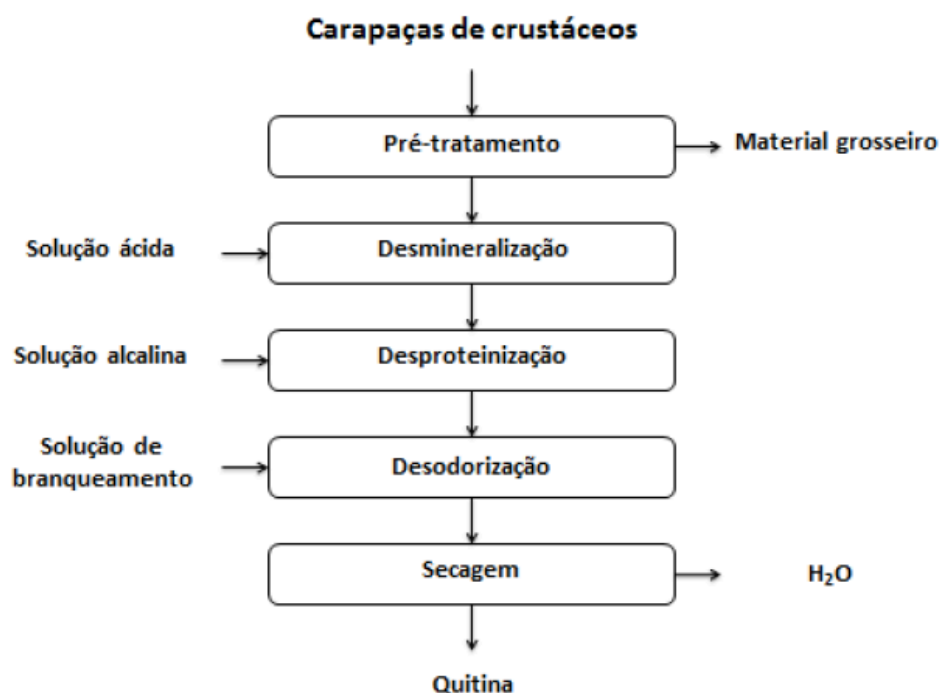 Carapaças de crustáceos
Pré-tratamento
Material grosseiro
Solução ácida
Desmineralização
Solução alcalina
Desproteinização
Solução de
branqueamento
Desodorização
Secagem
H₂O
Quitina